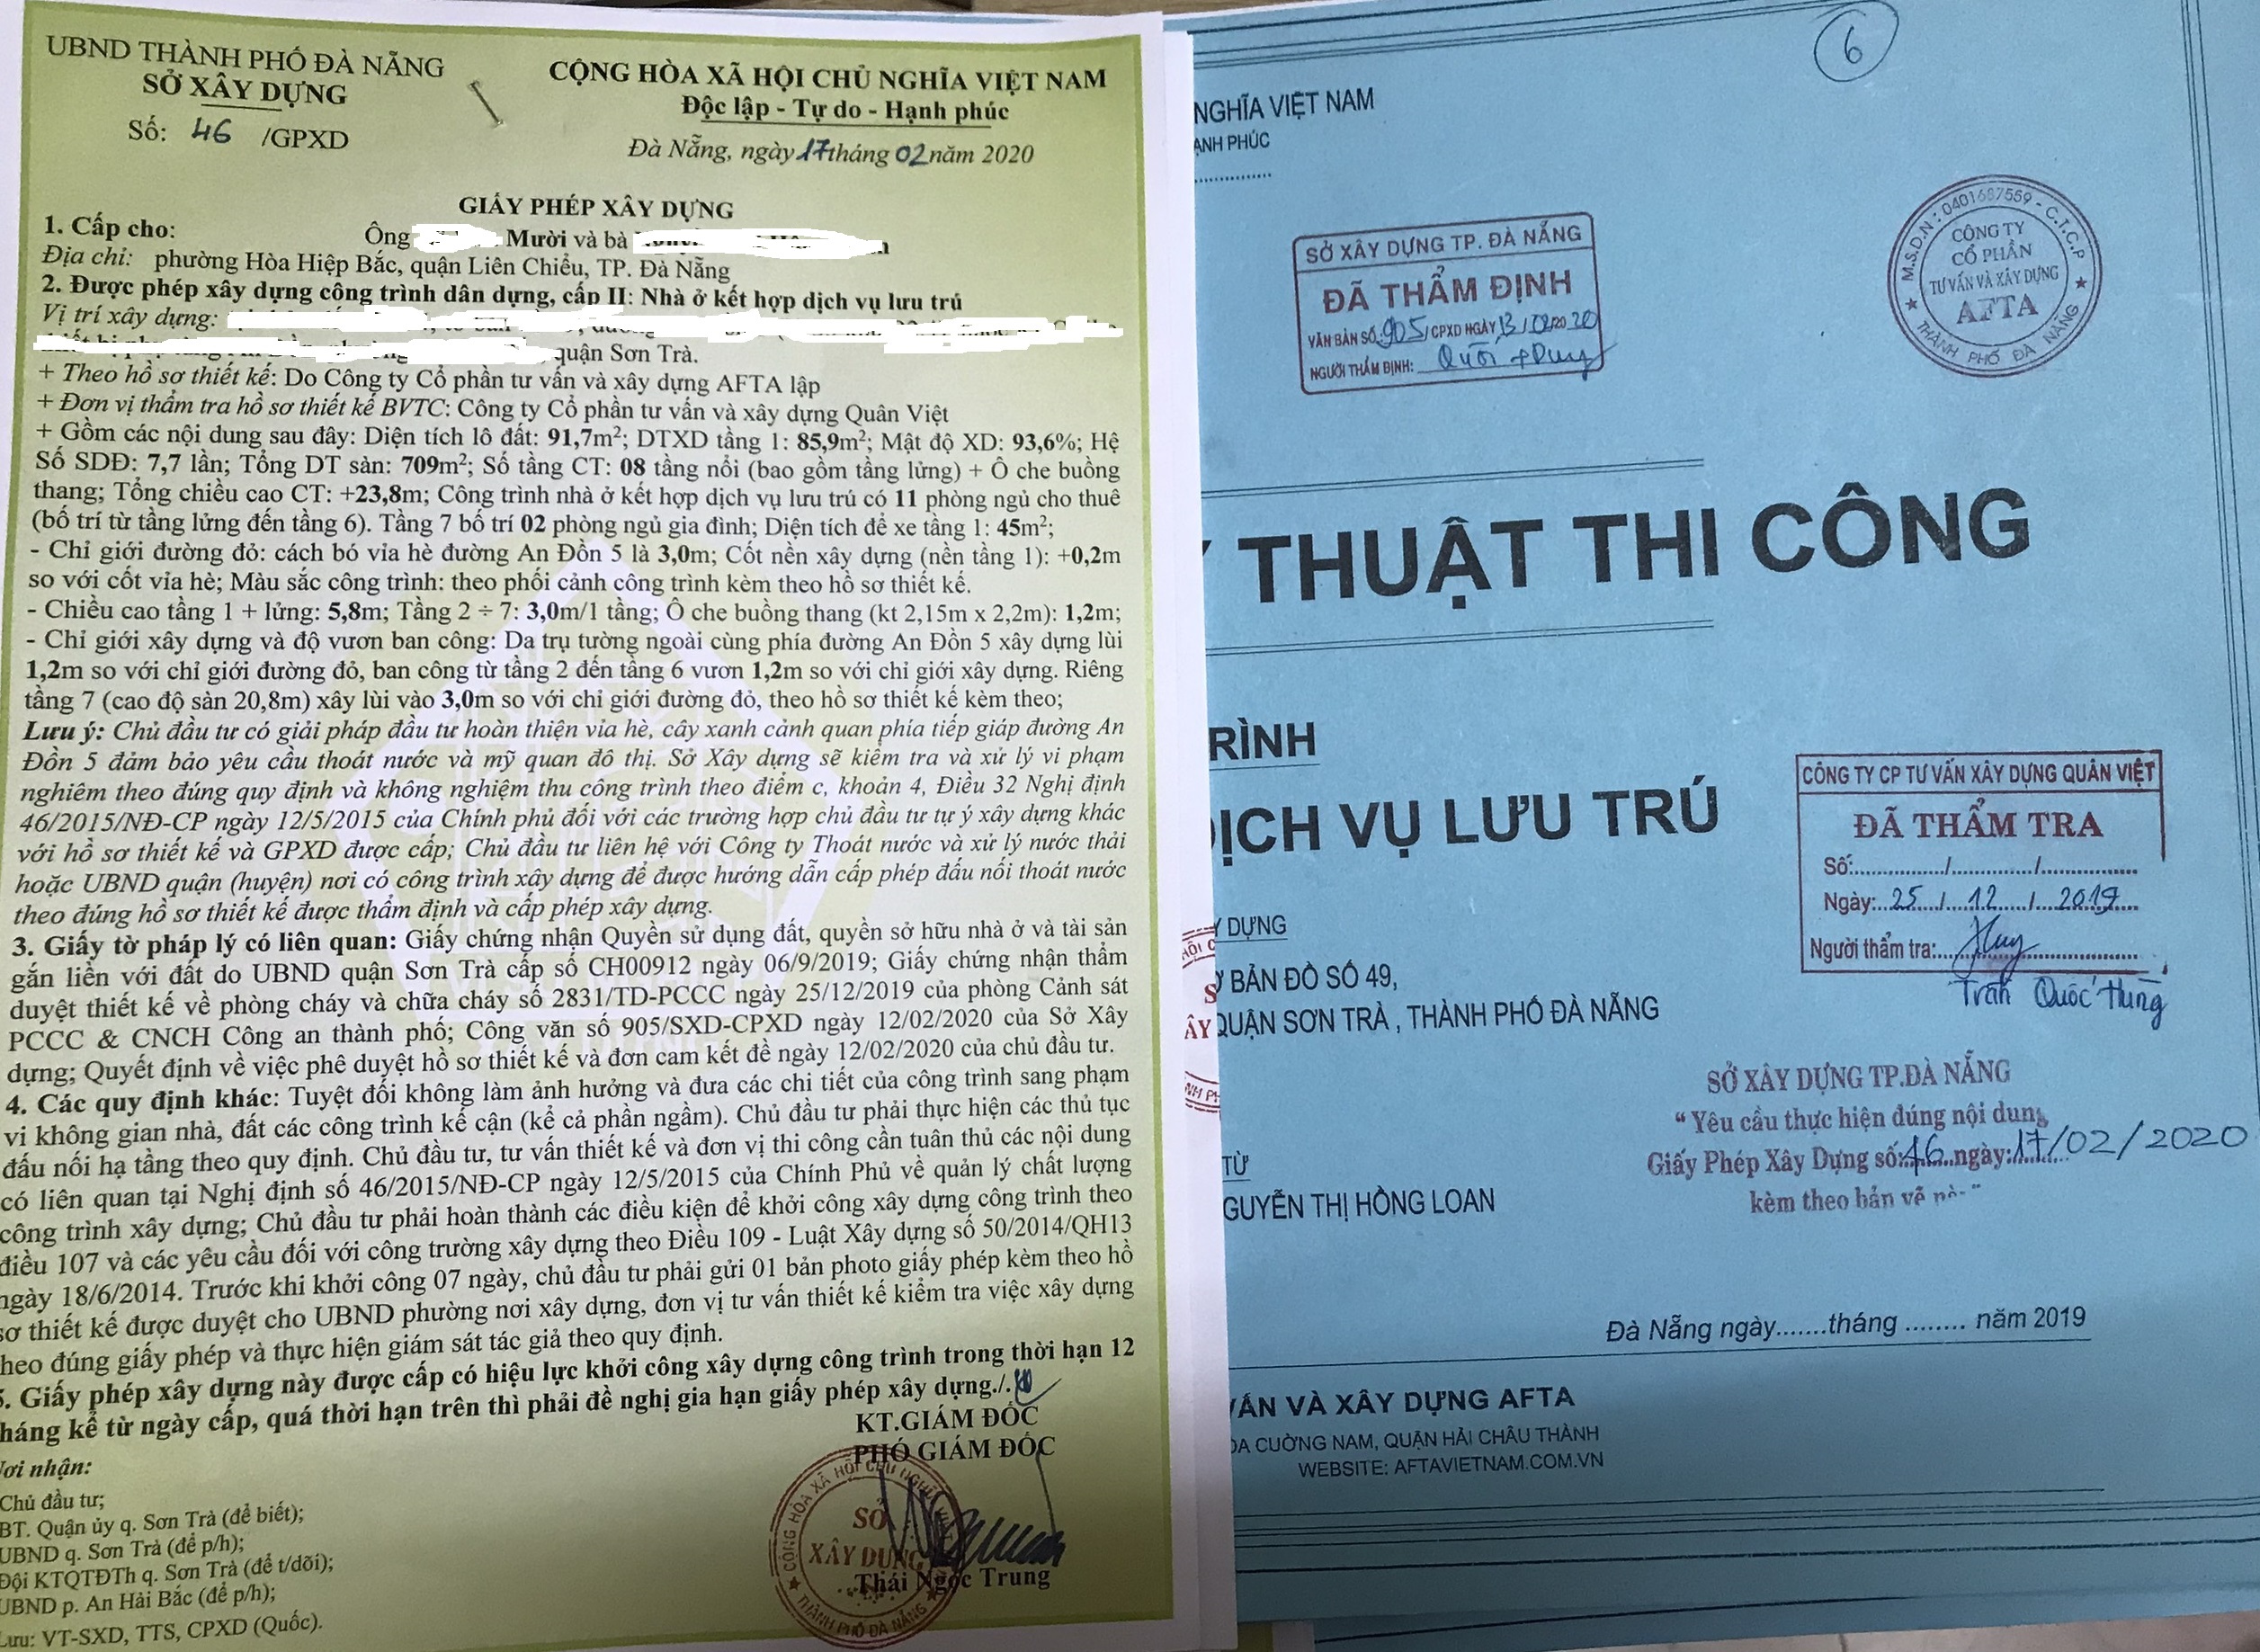 UBND THÀNH PHỐ ĐÀ NẴNG
SỞ XÂY DỰNG
Số: 46 /GPXD
CỘNG HÒA XÃ HỘI CHỦ NGHĨA VIỆT NAM
Độc lập - Tự do - Hạnh phúc
Đà Nẵng, ngày 17 tháng 02 năm 2020
GIẤY PHÉP XÂY DỰNG
1. Cấp cho: Ông Mười và bà
Địa chỉ: phường Hòa Hiệp Bắc, quận Liên Chiểu, TP. Đà Nẵng
2. Được phép xây dựng công trình dân dụng, cấp II: Nhà ở kết hợp dịch vụ lưu trú
Vị trí xây dựng:
quận Sơn Trà.
+ Theo hồ sơ thiết kế: Do Công ty Cổ phần tư vấn và xây dựng AFTA lập
+ Đơn vị thẩm tra hồ sơ thiết kế BVTC: Công ty Cổ phần tư vấn và xây dựng Quân Việt
+ Gồm các nội dung sau đây: Diện tích lô đất: 91,7m²; DTXD tầng 1: 85,9m²; Mật độ XD: 93,6%; Hệ
Số SDĐ: 7,7 lần; Tổng DT sàn: 709m²; Số tầng CT: 08 tầng nổi (bao gồm tầng lửng) + Ô che buồng
thang; Tổng chiều cao CT: +23,8m; Công trình nhà ở kết hợp dịch vụ lưu trú có 11 phòng ngủ cho thuê
(bố trí từ tầng lửng đến tầng 6). Tầng 7 bố trí 02 phòng ngủ gia đình; Diện tích để xe tầng 1: 45m²;
- Chỉ giới đường đỏ: cách bó vỉa hè đường An Đồn 5 là 3,0m; Cốt nền xây dựng (nền tầng 1): +0,2m
so với cốt vỉa hè; Màu sắc công trình: theo phối cảnh công trình kèm theo hồ sơ thiết kế.
- Chiều cao tầng 1 + lửng: 5,8m; Tầng 2 ÷ 7: 3,0m/1 tầng; Ô che buồng thang (kt 2,15m x 2,2m): 1,2m;
- Chỉ giới xây dựng và độ vươn ban công: Da trụ tường ngoài cùng phía đường An Đồn 5 xây dựng lùi
1,2m so với chỉ giới đường đỏ, ban công từ tầng 2 đến tầng 6 vươn 1,2m so với chỉ giới xây dựng. Riêng
tầng 7 (cao độ sàn 20,8m) xây lùi vào 3,0m so với chỉ giới đường đỏ, theo hồ sơ thiết kế kèm theo;
Lưu ý: Chủ đầu tư có giải pháp đầu tư hoàn thiện vỉa hè, cây xanh cảnh quan phía tiếp giáp đường An
Đồn 5 đảm bảo yêu cầu thoát nước và mỹ quan đô thị. Sở Xây dựng sẽ kiểm tra và xử lý vi phạm
nghiêm theo đúng quy định và không nghiệm thu công trình theo điểm c, khoản 4, Điều 32 Nghị định
46/2015/NĐ-CP ngày 12/5/2015 của Chính phủ đối với các trường hợp chủ đầu tư tự ý xây dựng khác
với hồ sơ thiết kế và GPXD được cấp; Chủ đầu tư liên hệ với Công ty Thoát nước và xử lý nước thải
hoặc UBND quận (huyện) nơi có công trình xây dựng để được hướng dẫn cấp phép đấu nối thoát nước
theo đúng hồ sơ thiết kế được thẩm định và cấp phép xây dựng.
3. Giấy tờ pháp lý có liên quan: Giấy chứng nhận Quyền sử dụng đất, quyền sở hữu nhà ở và tài sản
gắn liền với đất do UBND quận Sơn Trà cấp số CH00912 ngày 06/9/2019; Giấy chứng nhận thẩm
duyệt thiết kế về phòng cháy và chữa cháy số 2831/TD-PCCC ngày 25/12/2019 của phòng Cảnh sát
PCCC & CNCH Công an thành phố; Công văn số 905/SXD-CPXD ngày 12/02/2020 của Sở Xây
dựng; Quyết định về việc phê duyệt hồ sơ thiết kế và đơn cam kết đề ngày 12/02/2020 của chủ đầu tư.
4. Các quy định khác: Tuyệt đối không làm ảnh hưởng và đưa các chi tiết của công trình sang phạm
vi không gian nhà, đất các công trình kế cận (kể cả phần ngầm). Chủ đầu tư phải thực hiện các thủ tục
đấu nối hạ tầng theo quy định. Chủ đầu tư, tư vấn thiết kế và đơn vị thi công cần tuân thủ các nội dung
có liên quan tại Nghị định số 46/2015/NĐ-CP ngày 12/5/2015 của Chính Phủ về quản lý chất lượng
công trình xây dựng; Chủ đầu tư phải hoàn thành các điều kiện để khởi công xây dựng công trình theo
điều 107 và các yêu cầu đối với công trường xây dựng theo Điều 109 - Luật Xây dựng số 50/2014/QH13
ngày 18/6/2014. Trước khi khởi công 07 ngày, chủ đầu tư phải gửi 01 bản photo giấy phép kèm theo hồ
sơ thiết kế được duyệt cho UBND phường nơi xây dựng, đơn vị tư vấn thiết kế kiểm tra việc xây dựng
heo đúng giấy phép và thực hiện giám sát tác giả theo quy định.
5. Giấy phép xây dựng này được cấp có hiệu lực khởi công xây dựng công trình trong thời hạn 12
háng kể từ ngày cấp, quá thời hạn trên thì phải đề nghị gia hạn giấy phép xây dựng./.
KT.GIÁM ĐỐC
PHÓ GIÁM ĐỐC
CỘNG HÒA XÃ HỘI CHỦ NGHĨA
SỞ
XÂY DỰNG
THÀNH PHỐ ĐÀ NẴNG
Thái Ngọc Trung
Nơi nhận:
Chủ đầu tư;
BT. Quận ủy q. Sơn Trà (để biết);
UBND q. Sơn Trà (để p/h);
Đội KTQTĐTh q. Sơn Trà (để t/dõi);
UBND p. An Hải Bắc (để p/h);
Lưu: VT-SXD, TTS, CPXD (Quốc).
6
NGHĨA VIỆT NAM
ẠNH PHÚC
SỞ XÂY DỰNG TP. ĐÀ NẴNG
ĐÃ THẨM ĐỊNH
VĂN BẢN SỐ: 905/CPXD NGÀY 13/02/2020
NGƯỜI THẨM ĐỊNH:
M.S.D.N: 0401687559 - C.T.C.P
CÔNG TY
CỔ PHẦN
TƯ VẤN VÀ XÂY DỰNG
AFTA
THÀNH PHỐ ĐÀ NẴNG
THUẬT THI CÔNG
RÌNH
DỊCH VỤ LƯU TRÚ
CÔNG TY CP TƯ VẤN XÂY DỰNG QUÂN VIỆT
ĐÃ THẨM TRA
Số:............/............/............
Ngày: 25 / 12 / 2019
Người thẩm tra: Huy
Trần Quốc Hùng
Y DỰNG
BẢN ĐỒ SỐ 49,
QUẬN SƠN TRÀ , THÀNH PHỐ ĐÀ NẴNG
SỞ XÂY DỰNG TP.ĐÀ NẴNG
“ Yêu cầu thực hiện đúng nội dung
Giấy Phép Xây Dựng số: 46 ngày: 17/02/2020
kèm theo bản vẽ
TỪ
GUYỄN THỊ HỒNG LOAN
Đà Nẵng ngày.......tháng ........ năm 2019
VẤN VÀ XÂY DỰNG AFTA
ÒA CƯỜNG NAM, QUẬN HẢI CHÂU THÀNH
WEBSITE: AFTAVIETNAM.COM.VN